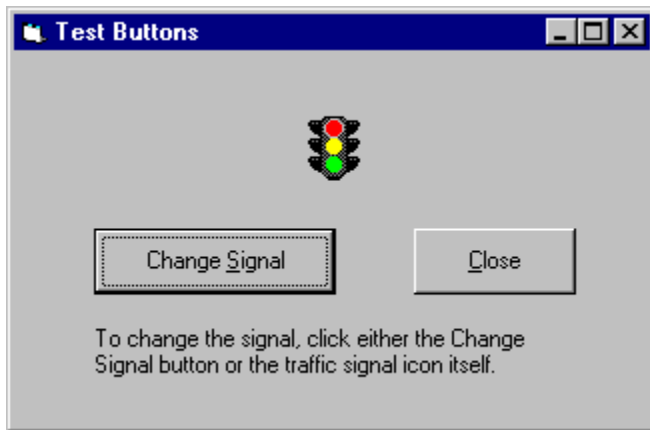 Test Buttons
Change Signal
Close
To change the signal, click either the Change
Signal button or the traffic signal icon itself.